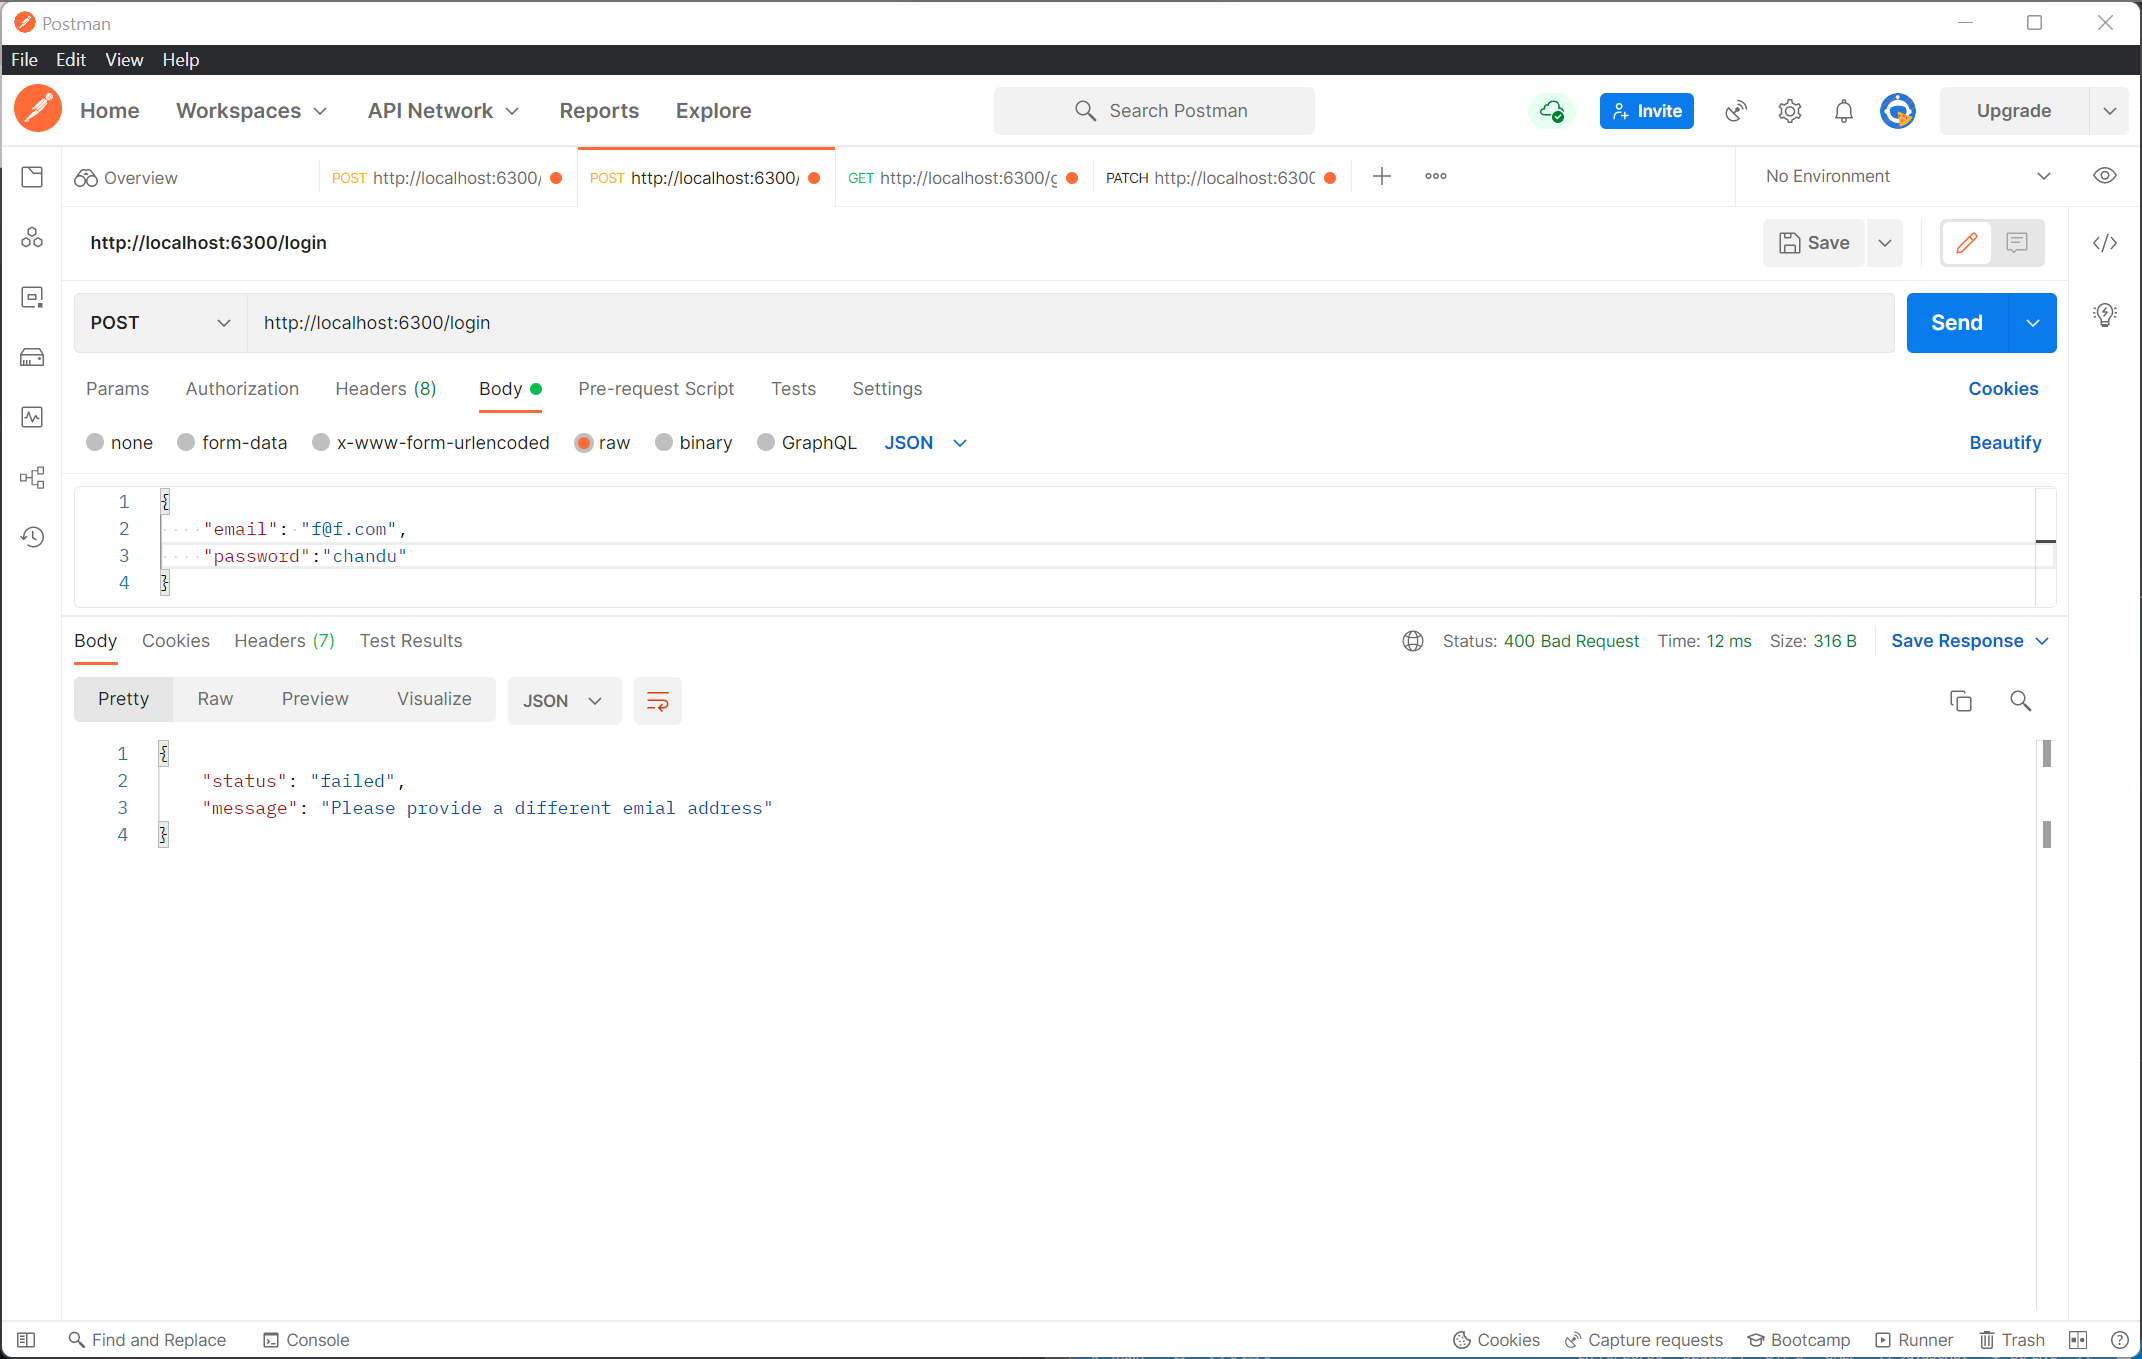 Postman
File Edit View Help
Home Workspaces API Network Reports Explore Search Postman Invite Upgrade
Overview POST http://localhost:6300/ POST http://localhost:6300/ GET http://localhost:6300/g PATCH http://localhost:6300 No Environment
http://localhost:6300/login Save
POST http://localhost:6300/login Send
Params Authorization Headers (8) Body Pre-request Script Tests Settings Cookies
none form-data x-www-form-urlencoded raw binary GraphQL JSON Beautify
1 {
2 "email": "f@f.com",
3 "password":"chandu"
4 }
Body Cookies Headers (7) Test Results Status: 400 Bad Request Time: 12 ms Size: 316 B Save Response
Pretty Raw Preview Visualize JSON
1 {
2 "status": "failed",
3 "message": "Please provide a different emial address"
4 }
Find and Replace Console Cookies Capture requests Bootcamp Runner Trash